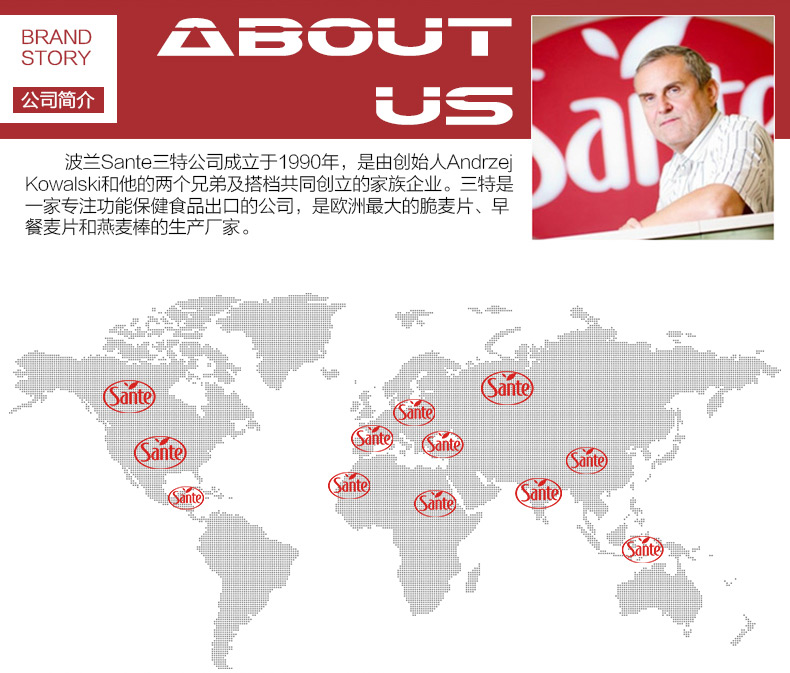 BRAND
STORY
公司简介
ABOUT
US
Sante
波兰Sante三特公司成立于1990年，是由创始人Andrzej
Kowalski和他的两个兄弟及搭档共同创立的家族企业。三特是
一家专注功能保健食品出口的公司，是欧洲最大的脆麦片、早
餐麦片和燕麦棒的生产厂家。
Sante
Sante
Sante
Sante
Sante
Sante
Sante
Sante
Sante
Sante
Sante
Sante